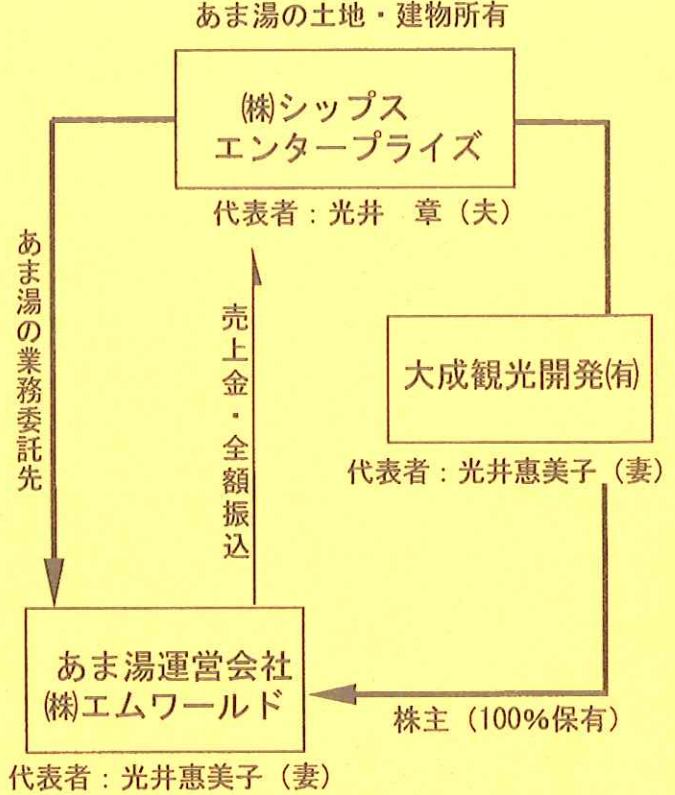 あま湯の土地・建物所有
㈱シップス
エンタープライズ
代表者：光井　章（夫）
あま湯の業務委託先
売上金・全額振込
大成観光開発㈲
代表者：光井惠美子（妻）
あま湯運営会社
㈱エムワールド
株主（100％保有）
代表者：光井惠美子（妻）